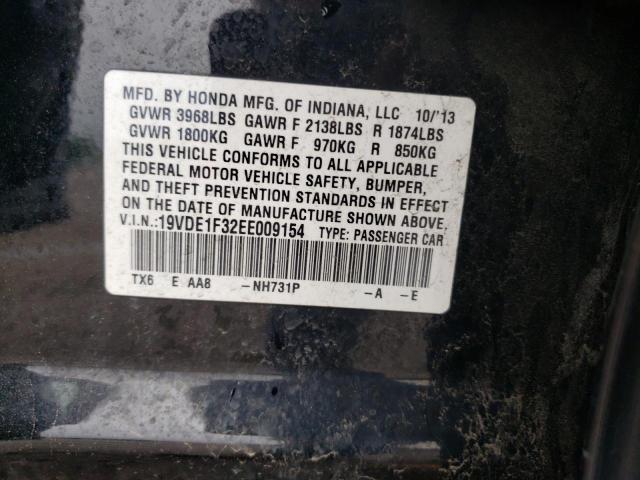 MFD. BY HONDA MFG. OF INDIANA, LLC 10/'13
GVWR 3968LBS GAWR F 2138LBS R 1874LBS
GVWR 1800KG GAWR F 970KG R 850KG
THIS VEHICLE CONFORMS TO ALL APPLICABLE
FEDERAL MOTOR VEHICLE SAFETY, BUMPER,
AND THEFT PREVENTION STANDARDS IN EFFECT
ON THE DATE OF MANUFACTURE SHOWN ABOVE.
V.I.N.:19VDE1F32EE009154 TYPE: PASSENGER CAR
TX6 E AA8 -NH731P -A -E